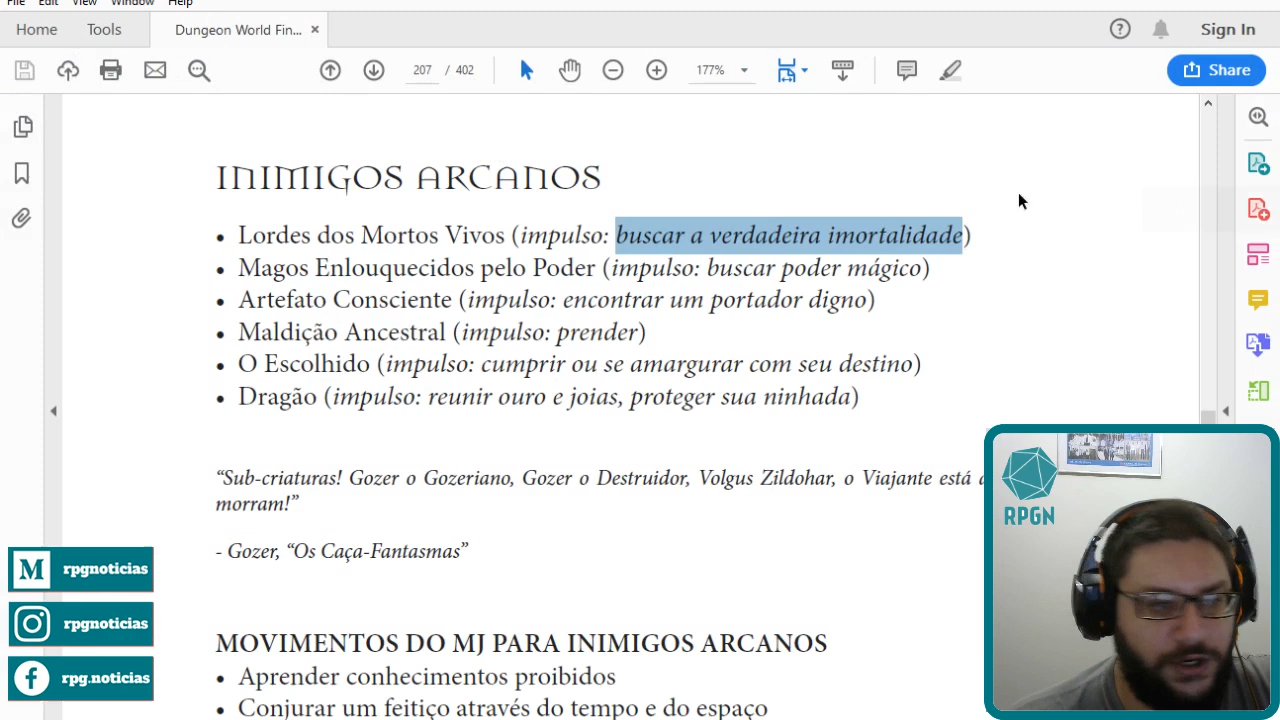 File Edit View Window Help
Home Tools Dungeon World Fin... × Sign In
207 / 402 177% Share
INIMIGOS ARCANOS
• Lordes dos Mortos Vivos (impulso: buscar a verdadeira imortalidade)
• Magos Enlouquecidos pelo Poder (impulso: buscar poder mágico)
• Artefato Consciente (impulso: encontrar um portador digno)
• Maldição Ancestral (impulso: prender)
• O Escolhido (impulso: cumprir ou se amargurar com seu destino)
• Dragão (impulso: reunir ouro e joias, proteger sua ninhada)
“Sub-criaturas! Gozer o Gozeriano, Gozer o Destruidor, Volgus Zildohar, o Viajante está
morram!”
- Gozer, “Os Caça-Fantasmas”
MOVIMENTOS DO MJ PARA INIMIGOS ARCANOS
• Aprender conhecimentos proibidos
• Conjurar um feitiço através do tempo e do espaço
M rpgnoticias
rpgnoticias
f rpg.noticias
RPGN